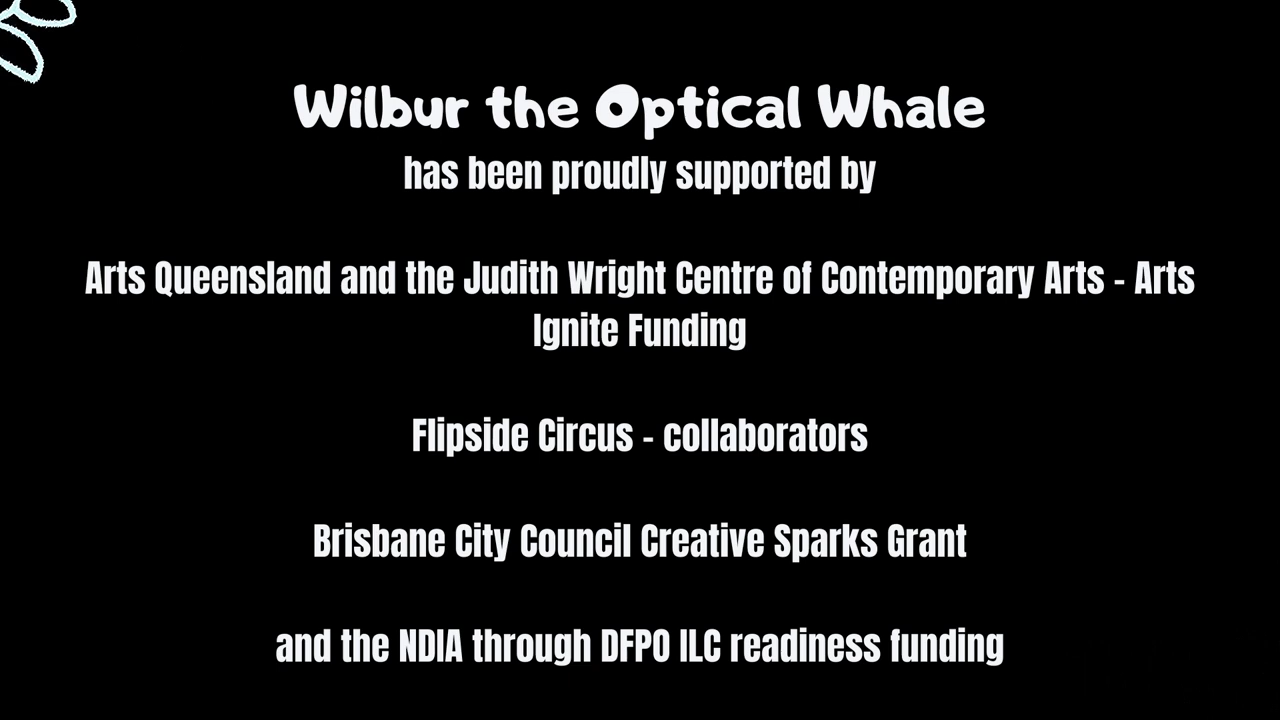 Wilbur the Optical Whale
has been proudly supported by
Arts Queensland and the Judith Wright Centre of Contemporary Arts - Arts
Ignite Funding
Flipside Circus - collaborators
Brisbane City Council Creative Sparks Grant
and the NDIA through DFPO ILC readiness funding